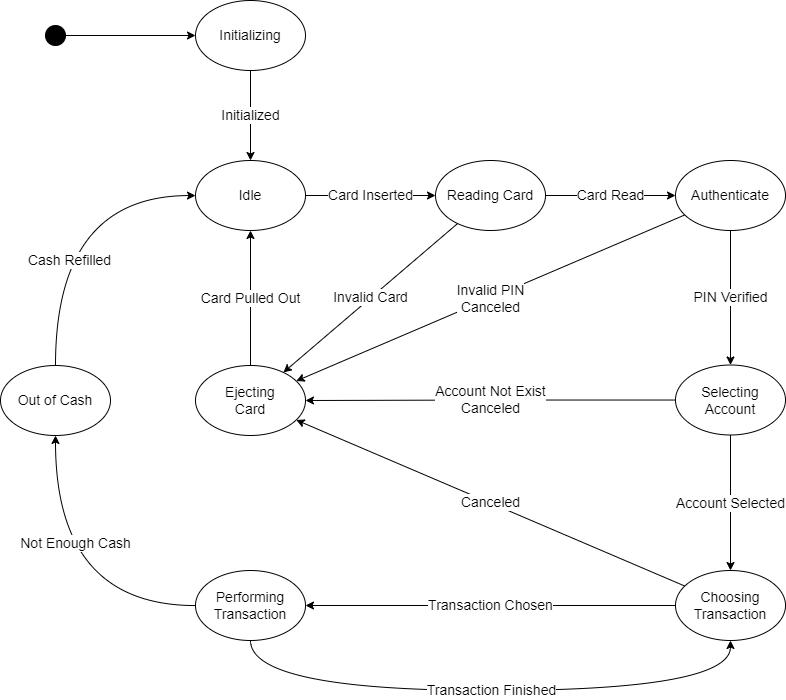 Initializing
Initialized
Idle
Card Inserted
Reading Card
Card Read
Authenticate
Cash Refilled
Card Pulled Out
Invalid Card
Invalid PIN
Canceled
PIN Verified
Out of Cash
Ejecting
Card
Account Not Exist
Canceled
Selecting
Account
Canceled
Account Selected
Not Enough Cash
Performing
Transaction
Transaction Chosen
Choosing
Transaction
Transaction Finished